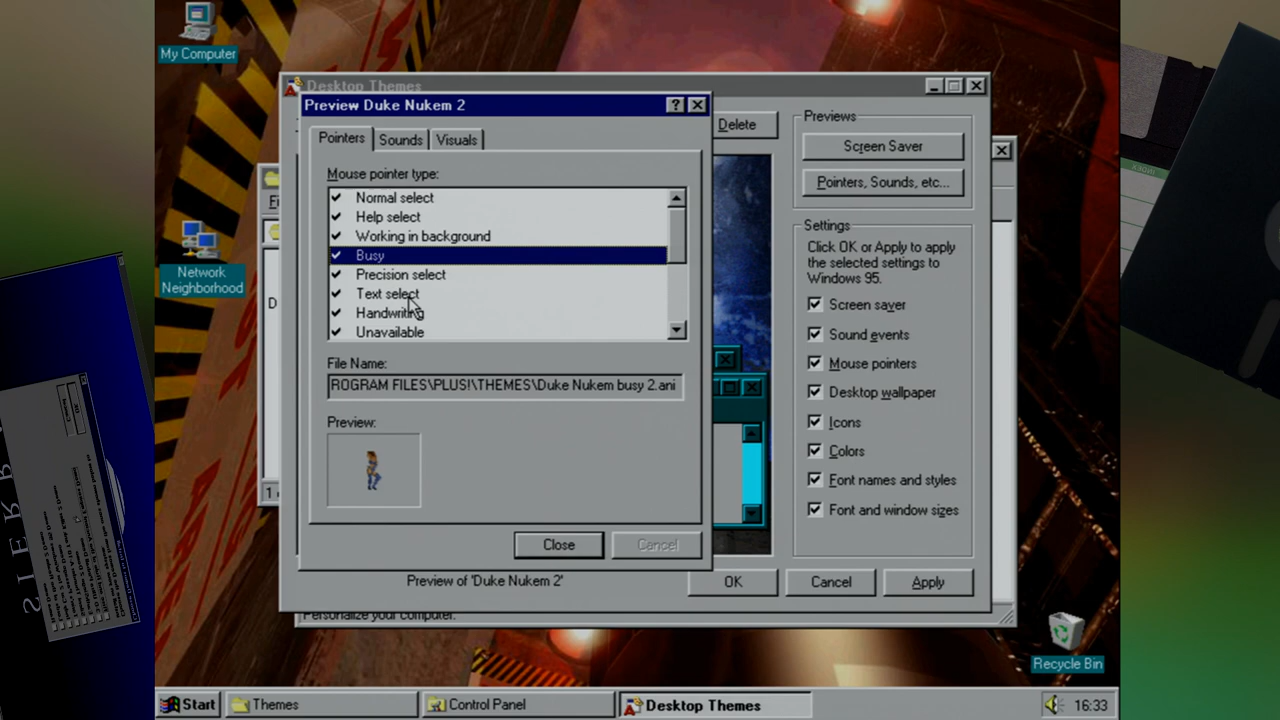 My Computer
Network
Neighborhood
Recycle Bin
Desktop Themes
Preview Duke Nukem 2
Pointers
Sounds
Visuals
Mouse pointer type:
Normal select
Help select
Working in background
Busy
Precision select
Text select
Handwriting
Unavailable
File Name:
ROGRAM FILES\PLUS!\THEMES\Duke Nukem busy 2.ani
Preview:
Close
Cancel
Delete
Previews
Screen Saver
Pointers, Sounds, etc...
Settings
Click OK or Apply to apply
the selected settings to
Windows 95.
Screen saver
Sound events
Mouse pointers
Desktop wallpaper
Icons
Colors
Font names and styles
Font and window sizes
Preview of 'Duke Nukem 2'
OK
Cancel
Apply
Personalize your computer.
Start
Themes
Control Panel
Desktop Themes
16:33
SIERR